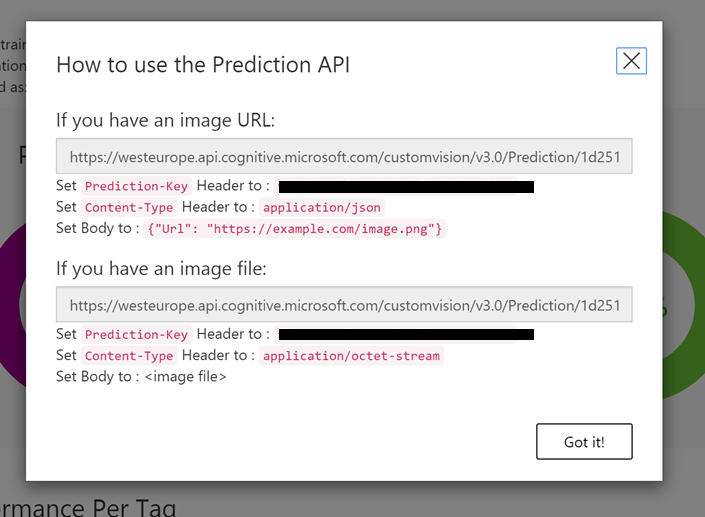 How to use the Prediction API
If you have an image URL:
https://westeurope.api.cognitive.microsoft.com/customvision/v3.0/Prediction/1d251
Set Prediction-Key Header to :
Set Content-Type Header to : application/json
Set Body to : {"Url": "https://example.com/image.png"}
If you have an image file:
https://westeurope.api.cognitive.microsoft.com/customvision/v3.0/Prediction/1d251
Set Prediction-Key Header to :
Set Content-Type Header to : application/octet-stream
Set Body to : <image file>
Got it!
Per Tag